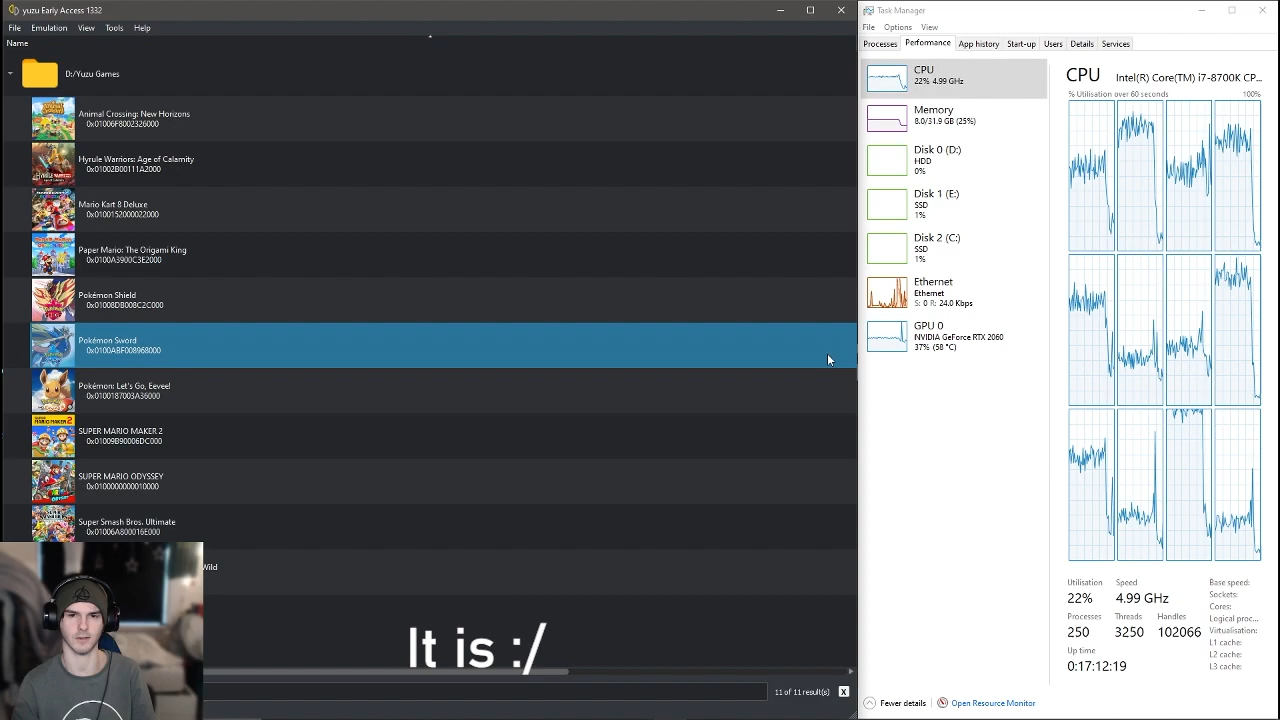 yuzu Early Access 1332
File Emulation View Tools Help
Name
D:/Yuzu Games
Animal Crossing: New Horizons
0x01006F8002326000
Hyrule Warriors: Age of Calamity
0x01002B00111A2000
Mario Kart 8 Deluxe
0x0100152000022000
Paper Mario: The Origami King
0x0100A3900C3E2000
Pokémon Shield
0x01008DB008C2C000
Pokémon Sword
0x0100ABF008968000
Pokémon: Let's Go, Eevee!
0x0100187003A36000
SUPER MARIO MAKER 2
0x01009B90006DC000
SUPER MARIO ODYSSEY
0x0100000000010000
Super Smash Bros. Ultimate
0x01006A800016E000
Wild
It is :/
11 of 11 result(s) X
Task Manager
File Options View
Processes Performance App history Start-up Users Details Services
CPU
22% 4.99 GHz
Memory
8.0/31.9 GB (25%)
Disk 0 (D:)
HDD
0%
Disk 1 (E:)
SSD
1%
Disk 2 (C:)
SSD
1%
Ethernet
Ethernet
S: 0 R: 24.0 Kbps
GPU 0
NVIDIA GeForce RTX 2060
37% (58 °C)
CPU Intel(R) Core(TM) i7-8700K CP...
% Utilisation over 60 seconds 100%
Utilisation Speed
22% 4.99 GHz
Processes Threads Handles
250 3250 102066
Up time
0:17:12:19
Base speed:
Sockets:
Cores:
Logical proc...
Virtualisation:
L1 cache:
L2 cache:
L3 cache:
Fewer details Open Resource Monitor